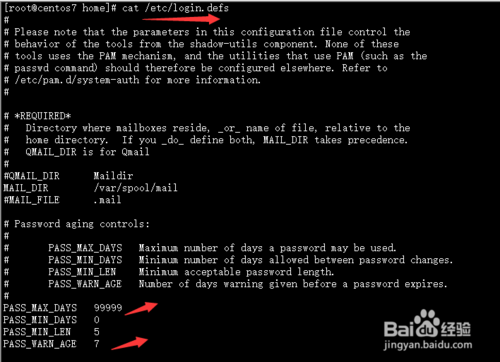 [root@centos7 home]# cat /etc/login.defs
#
# Please note that the parameters in this configuration file control the
# behavior of the tools from the shadow-utils component. None of these
# tools uses the PAM mechanism, and the utilities that use PAM (such as the
# passwd command) should therefore be configured elsewhere. Refer to
# /etc/pam.d/system-auth for more information.
#
# *REQUIRED*
#   Directory where mailboxes reside, _or_ name of file, relative to the
#   home directory.  If you _do_ define both, MAIL_DIR takes precedence.
#   QMAIL_DIR is for Qmail
#
#QMAIL_DIR      Maildir
MAIL_DIR        /var/spool/mail
#MAIL_FILE      .mail
# Password aging controls:
#
#       PASS_MAX_DAYS   Maximum number of days a password may be used.
#       PASS_MIN_DAYS   Minimum number of days allowed between password changes.
#       PASS_MIN_LEN    Minimum acceptable password length.
#       PASS_WARN_AGE   Number of days warning given before a password expires.
#
PASS_MAX_DAYS   99999
PASS_MIN_DAYS   0
PASS_MIN_LEN    5
PASS_WARN_AGE   7
Baidu 经验
jingyan.baidu.com